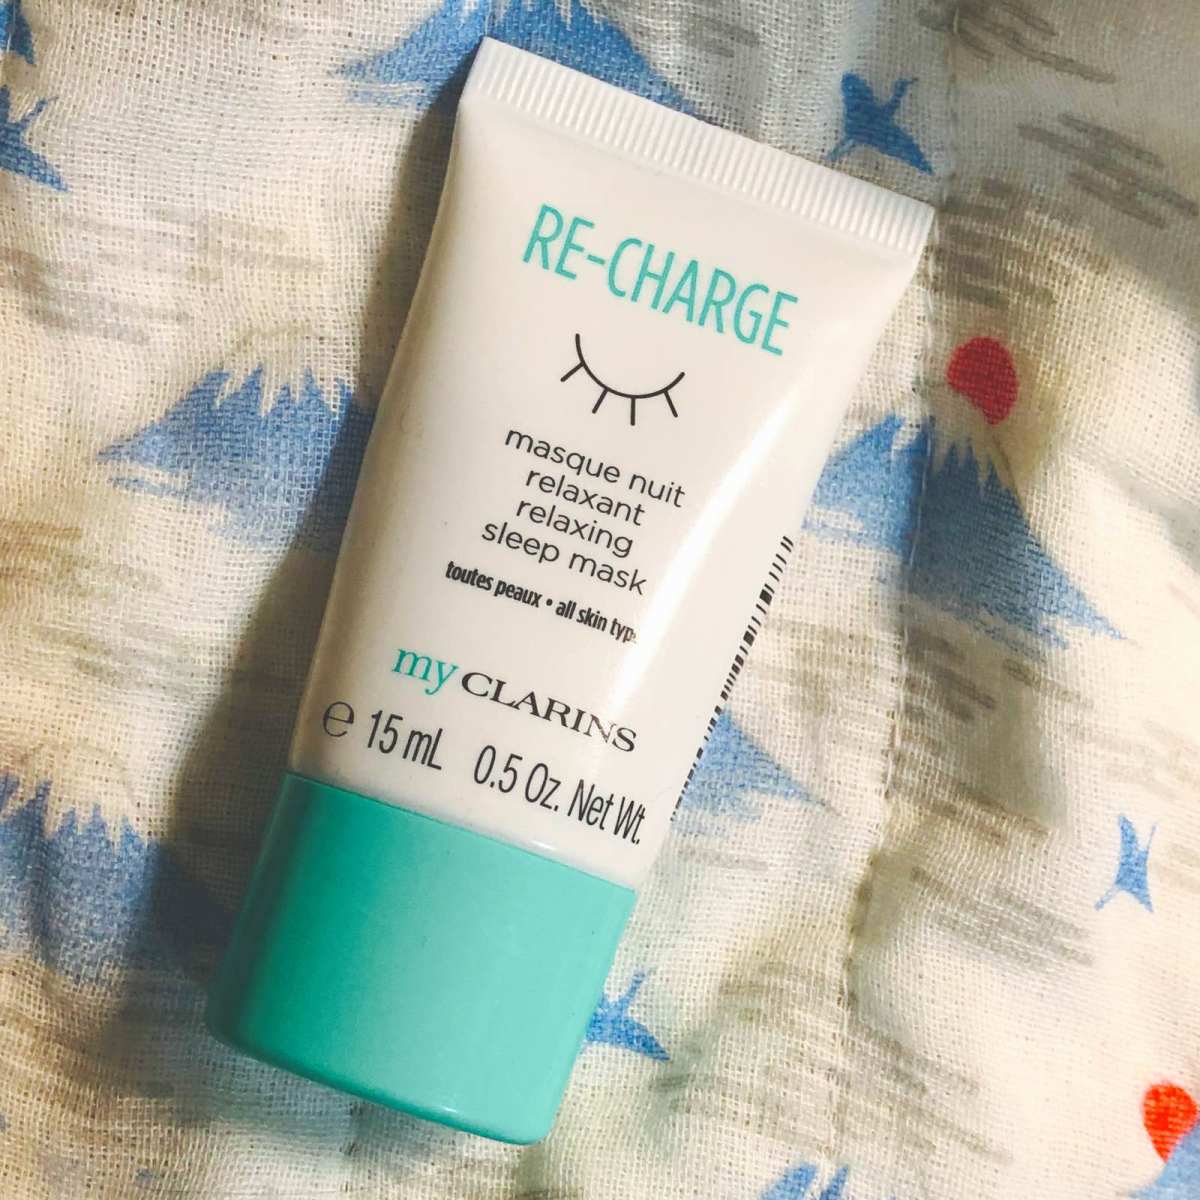 RE-CHARGE
masque nuit
relaxant
relaxing
sleep mask
toutes peaux • all skin
my CLARINS
℮ 15 mL 0.5 Oz. Net Wt.